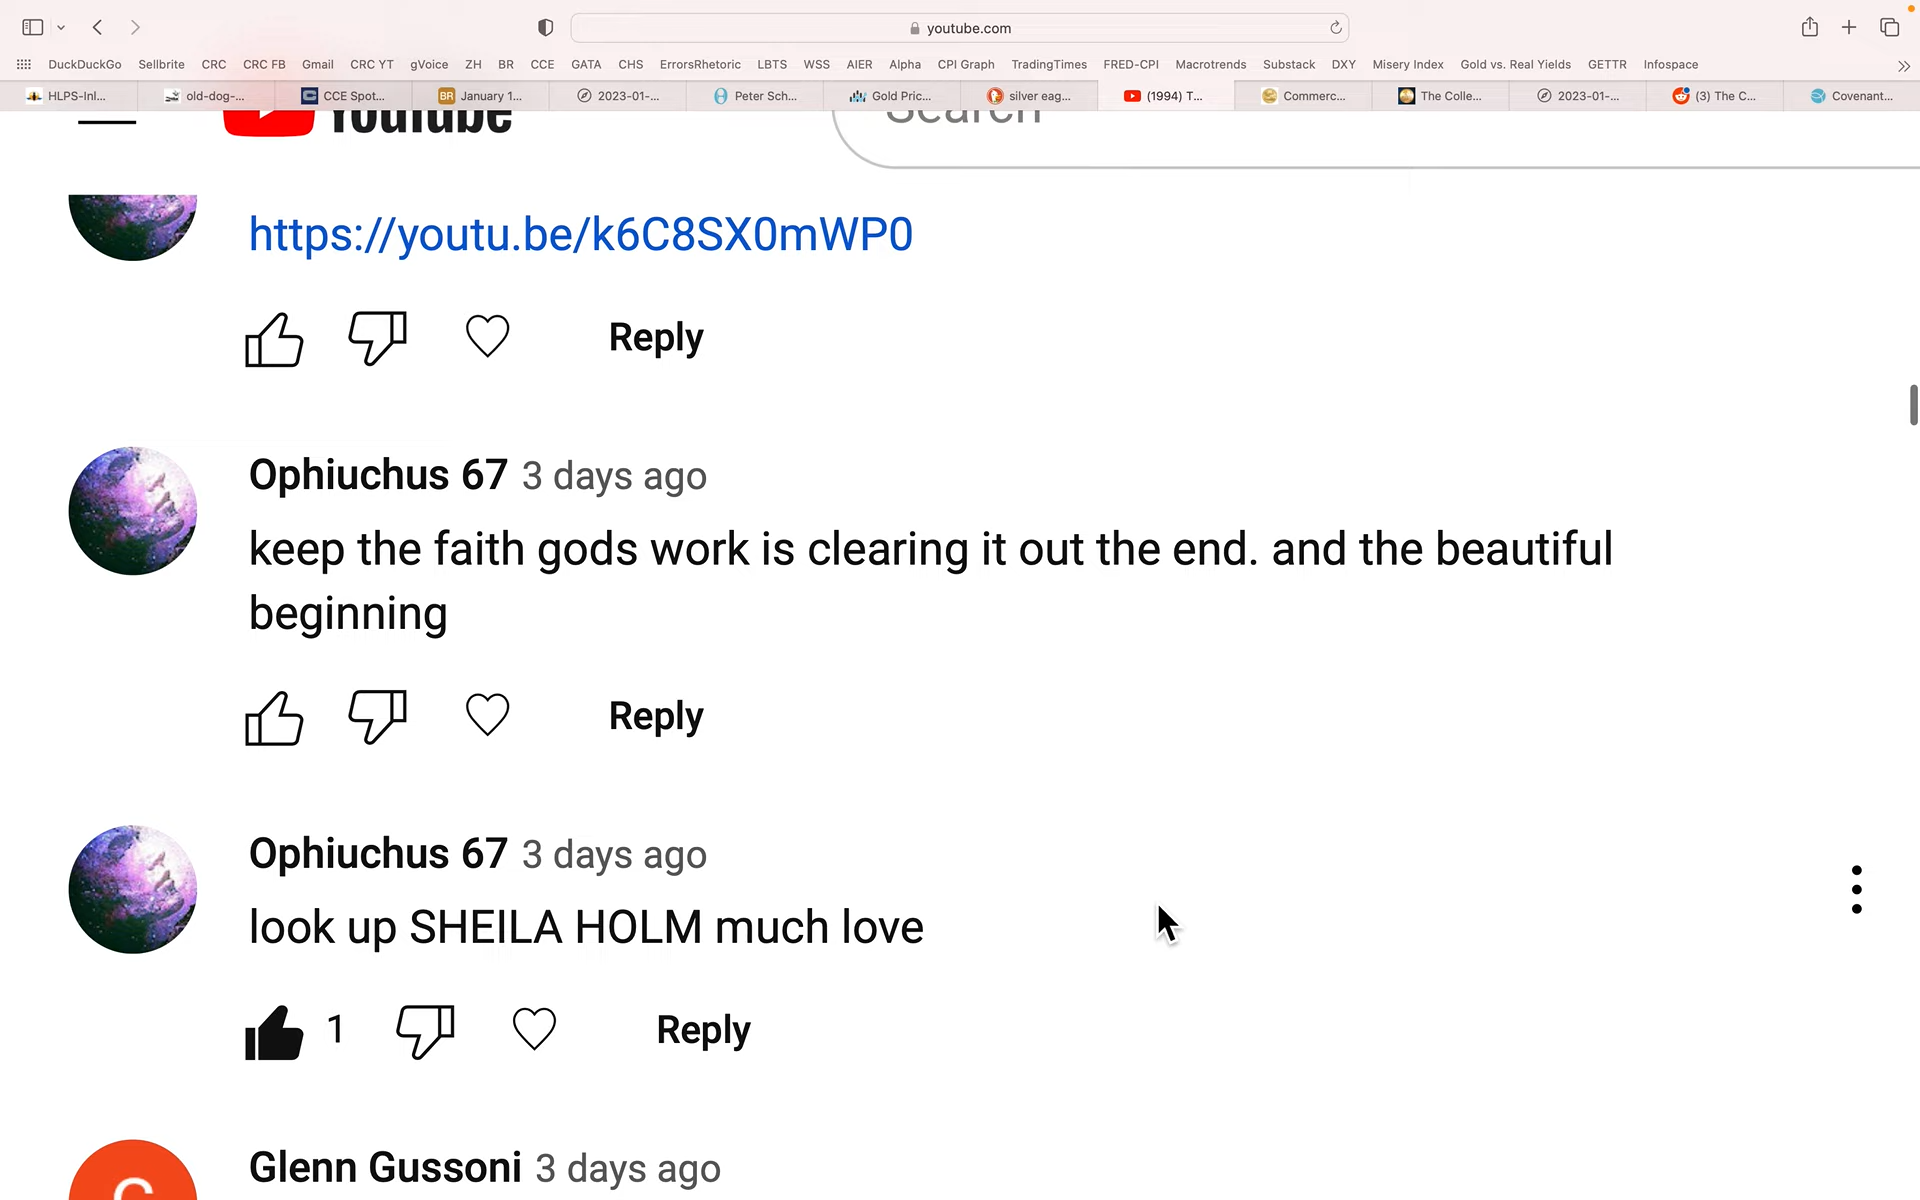 youtube.com
DuckDuckGo Sellbrite CRC CRC FB Gmail CRC YT gVoice ZH BR CCE GATA CHS ErrorsRhetoric LBTS WSS AIER Alpha CPI Graph TradingTimes FRED-CPI Macrotrends Substack DXY Misery Index Gold vs. Real Yields GETTR Infospace
HLPS-Inl... old-dog-... CCE Spot... BR January 1... 2023-01-... Peter Sch... Gold Pric... silver eag... (1994) T... Commerc... The Colle... 2023-01-... (3) The C... Covenant...
YouTube Search
https://youtu.be/k6C8SX0mWP0
Reply
Ophiuchus 67 3 days ago
keep the faith gods work is clearing it out the end. and the beautiful
beginning
Reply
Ophiuchus 67 3 days ago
look up SHEILA HOLM much love
1 Reply
Glenn Gussoni 3 days ago